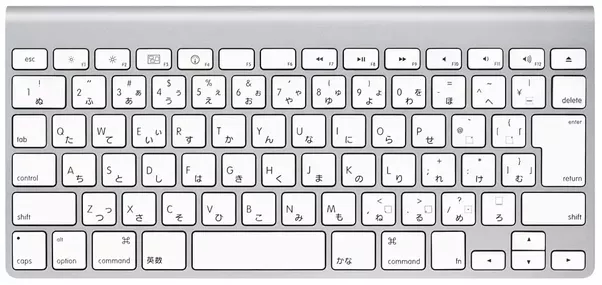 esc F1 F2 F3 F4 F5 F6 F7 F8 F9 F10 F11 F12
! 1 ぬ " 2 ふ # 3 ぁ あ $ 4 ぅ う % 5 ぇ え & 6 ぉ お ' 7 ゃ や ( 8 ゅ ゆ ) 9 ょ よ 0 を わ = - ほ ^ へ ¥ ー delete
tab Q た W て E ぃ い R す T か Y ん U な I に O ら P せ @ ゛ [ 「 ゜ enter return
control A ち S と D し F は G き H く J ま K の L り + ; れ * : け ] 」 む
shift Z っ つ X さ C そ V ひ B こ N み M も < , 、 ね > . 。 る ? / ・ め _ ろ shift
caps alt option ⌘ command 英数 かな ⌘ command fn ◄ ▲ ▼ ►